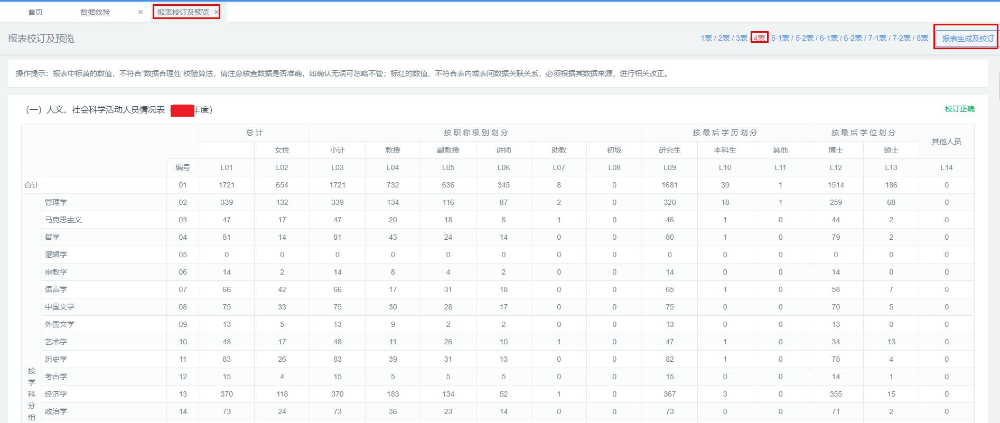 首页 数据效验 × 报表校订及预览 ×
报表校订及预览 1表 / 2表 / 3表 / 4表 / 5-1表 / 5-2表 / 6-1表 / 6-2表 / 7-1表 / 7-2表 / 8表 报表生成及校订
操作提示：报表中标黄的数值，不符合“数据合理性”校验算法，请注意核查数据是否准确，如确认无误可忽略不管；标红的数值，不符合表内或表间数据关联关系，必须根据其数据来源，进行相关改正。
（一）人文、社会科学活动人员情况表（ 年度） 校订正确
总计 按职称级别划分 按最后学历划分 按最后学位划分 其他人员
女性 小计 教授 副教授 讲师 助教 初级 研究生 本科生 其他 博士 硕士
编号 L01 L02 L03 L04 L05 L06 L07 L08 L09 L10 L11 L12 L13 L14
合计 01 1721 654 1721 732 636 345 8 0 1681 39 1 1514 186 0
管理学 02 339 132 339 134 116 87 2 0 320 18 1 259 68 0
马克思主义 03 47 17 47 20 18 8 1 0 46 1 0 44 2 0
哲学 04 81 14 81 43 24 14 0 0 80 1 0 79 2 0
逻辑学 05 0 0 0 0 0 0 0 0 0 0 0 0 0 0
宗教学 06 14 2 14 8 4 2 0 0 14 0 0 14 0 0
语言学 07 66 42 66 17 31 18 0 0 65 1 0 58 7 0
中国文学 08 75 33 75 30 28 17 0 0 75 0 0 70 5 0
外国文学 09 13 5 13 9 2 2 0 0 13 0 0 13 0 0
艺术学 10 48 17 48 11 26 10 1 0 47 1 0 34 13 0
历史学 11 83 26 83 39 31 13 0 0 82 1 0 78 4 0
考古学 12 15 4 15 5 5 5 0 0 15 0 0 14 1 0
经济学 13 370 118 370 183 134 52 1 0 367 3 0 355 15 0
政治学 14 73 24 73 36 23 14 0 0 73 0 0 71 2 0
按学科分组